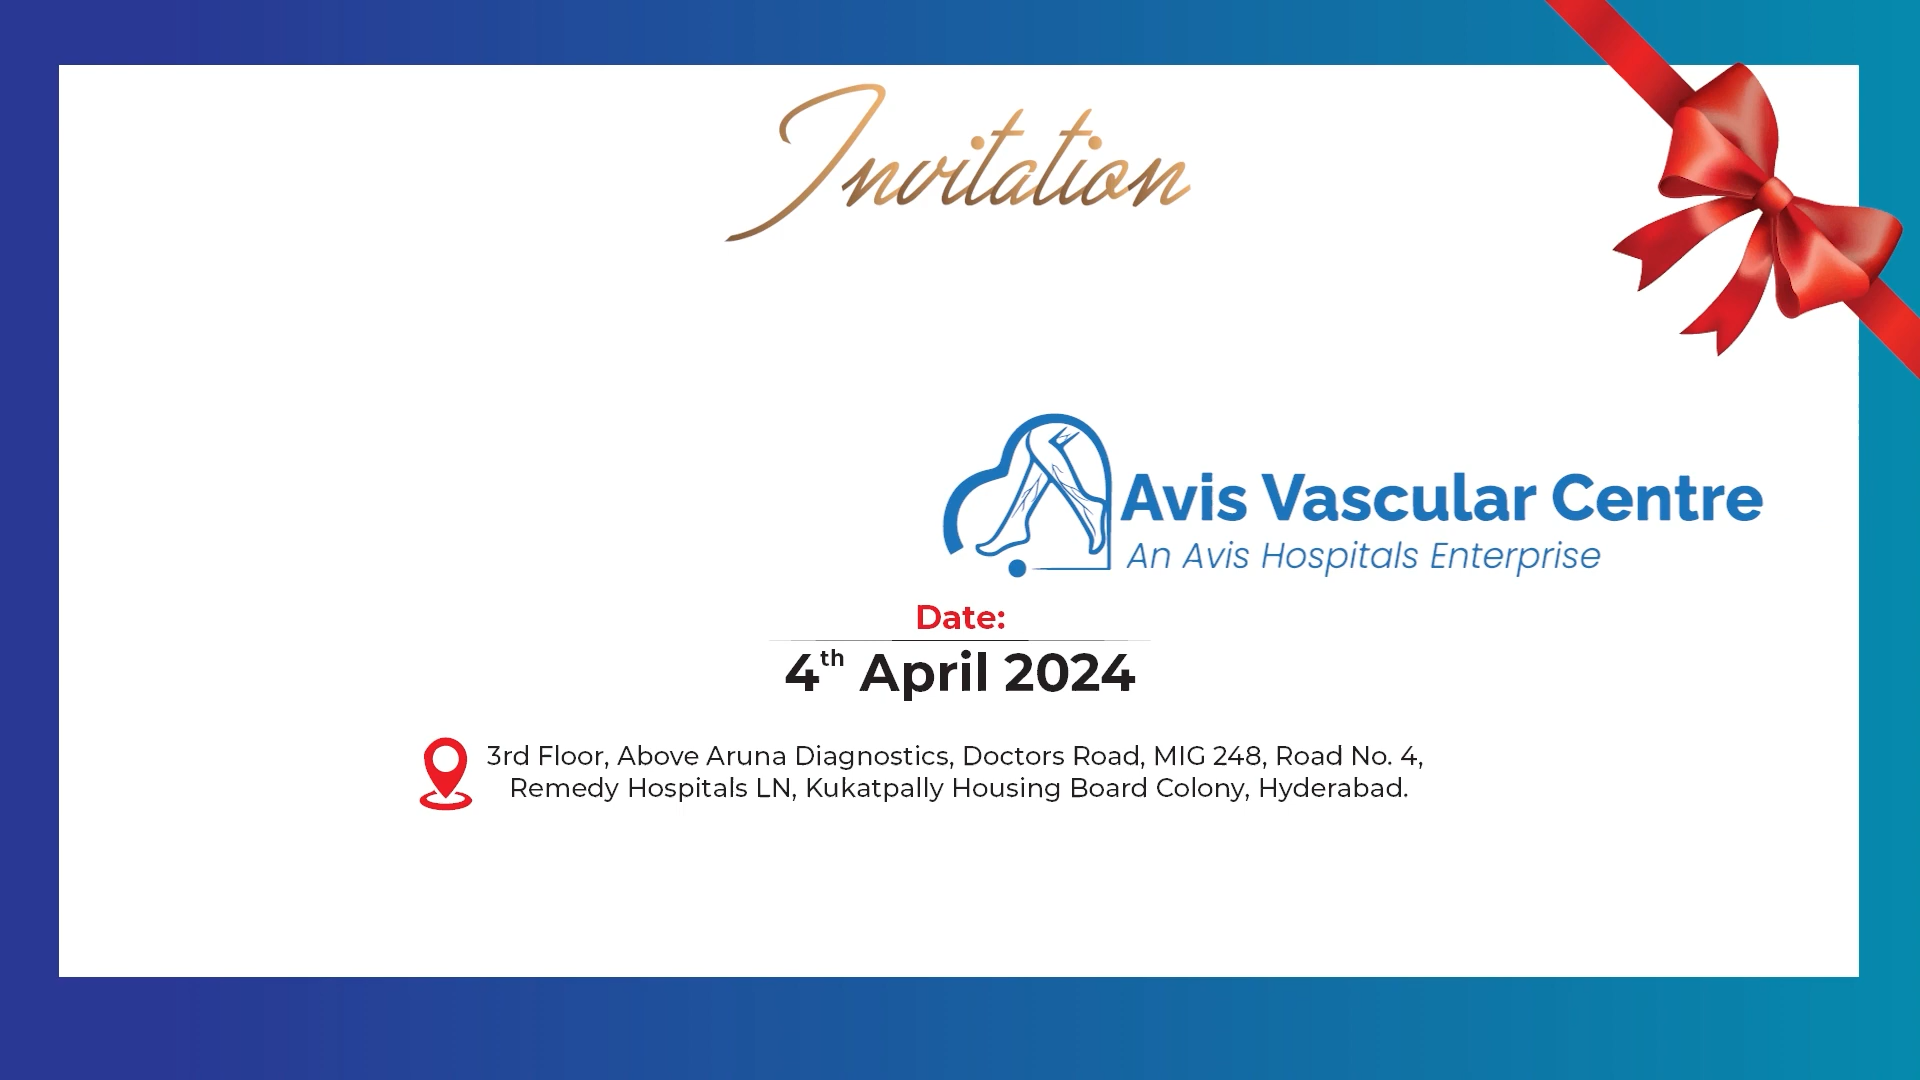 Invitation
Avis Vascular Centre
An Avis Hospitals Enterprise
Date:
4th April 2024
3rd Floor, Above Aruna Diagnostics, Doctors Road, MIG 248, Road No. 4,
Remedy Hospitals LN, Kukatpally Housing Board Colony, Hyderabad.